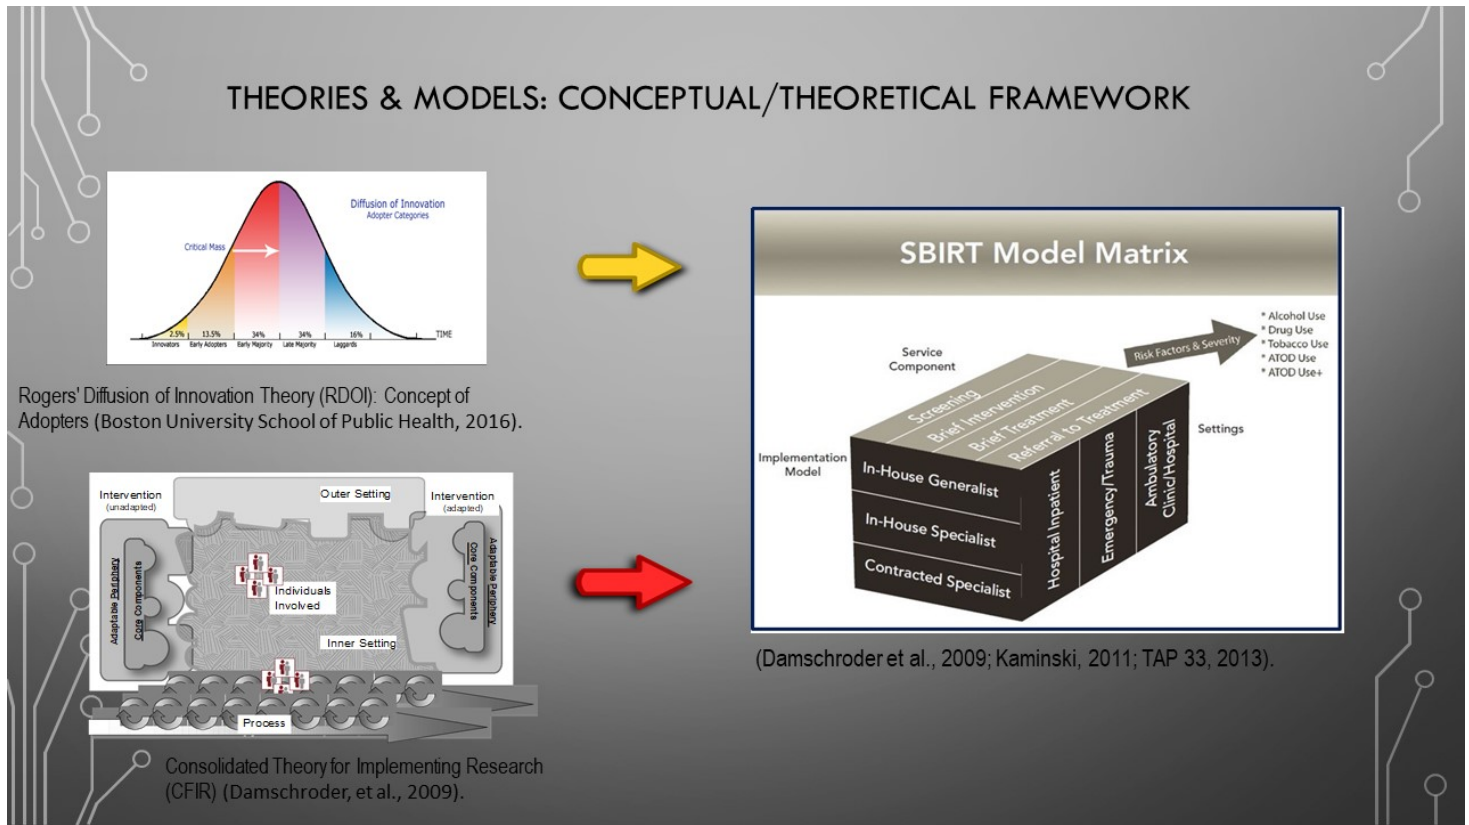 THEORIES & MODELS: CONCEPTUAL/THEORETICAL FRAMEWORK
Diffusion of Innovation
Adopter Categories
Critical Mass
2.5% 13.5% 34% 34% 16%
TIME
Innovators Early Adopters Early Majority Late Majority Laggards
Rogers' Diffusion of Innovation Theory (RDOI): Concept of
Adopters (Boston University School of Public Health, 2016).
Intervention
(unadapted)
Outer Setting
Intervention
(adapted)
Adaptable Periphery
Core Components
Individuals
Involved
Inner Setting
Core Components
Adaptable Periphery
Process
Consolidated Theory for Implementing Research
(CFIR) (Damschroder, et al., 2009).
SBIRT Model Matrix
Service
Component
Risk Factors & Severity
* Alcohol Use
* Drug Use
* Tobacco Use
* ATOD Use
* ATOD Use+
Screening
Brief Intervention
Brief Treatment
Referral to Treatment
Settings
Implementation
Model
In-House Generalist
In-House Specialist
Contracted Specialist
Hospital Inpatient
Emergency/Trauma
Ambulatory
Clinic/Hospital
(Damschroder et al., 2009; Kaminski, 2011; TAP 33, 2013).